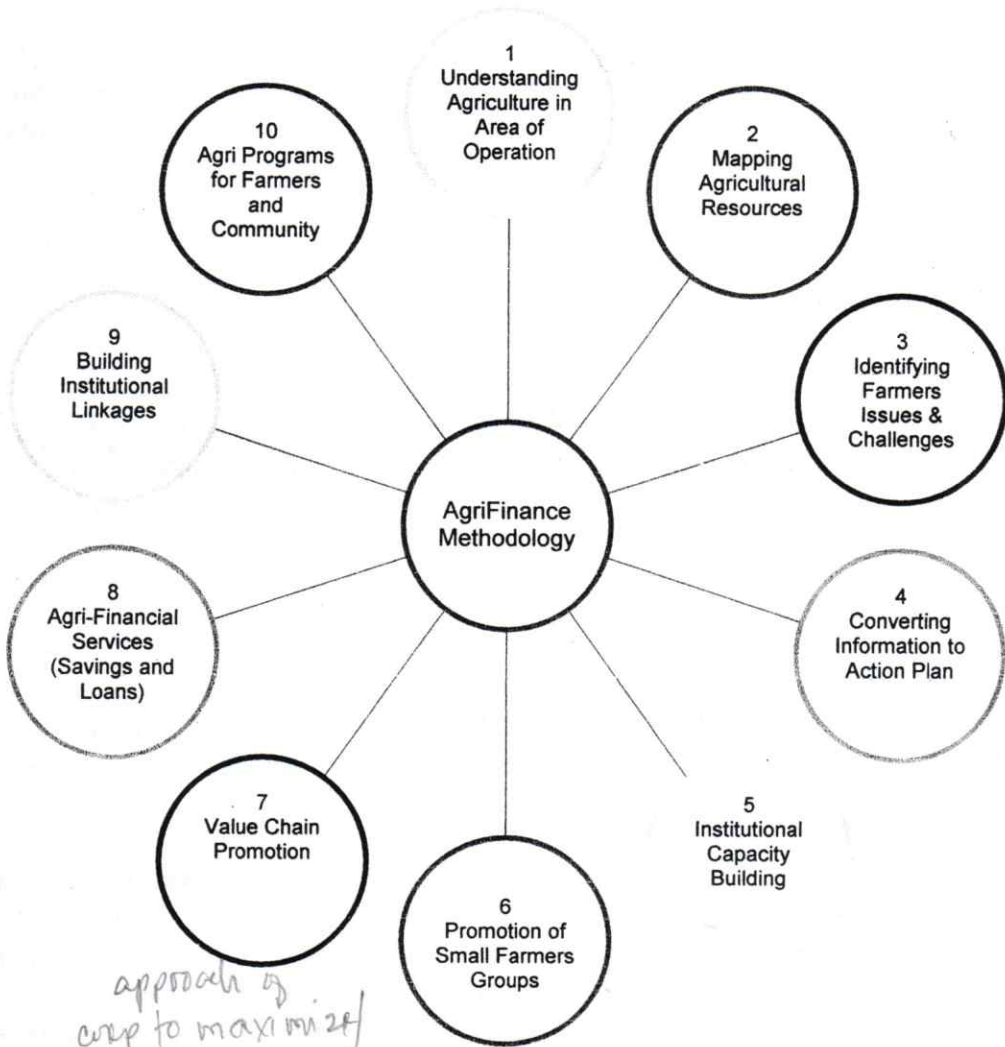 1
Understanding
Agriculture in
Area of
Operation
2
Mapping
Agricultural
Resources
3
Identifying
Farmers
Issues &
Challenges
4
Converting
Information to
Action Plan
5
Institutional
Capacity
Building
6
Promotion of
Small Farmers
Groups
7
Value Chain
Promotion
8
Agri-Financial
Services
(Savings and
Loans)
9
Building
Institutional
Linkages
10
Agri Programs
for Farmers
and
Community
AgriFinance
Methodology
approach of
to maximize/